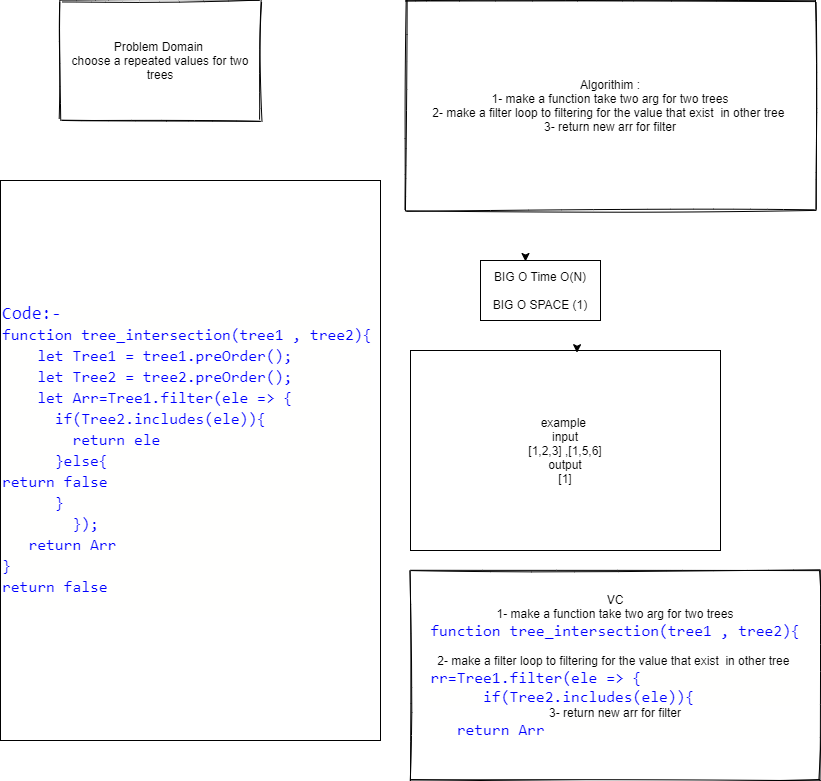 Problem Domain
choose a repeated values for two
trees
Algorithim :
1- make a function take two arg for two trees
2- make a filter loop to filtering for the value that exist  in other tree
3- return new arr for filter
Code:-
function tree_intersection(tree1 , tree2){
    let Tree1 = tree1.preOrder();
    let Tree2 = tree2.preOrder();
    let Arr=Tree1.filter(ele => {
      if(Tree2.includes(ele)){
        return ele
      }else{
return false
      }
        });
   return Arr
}
return false
BIG O Time O(N)
BIG O SPACE (1)
example
input
[1,2,3] ,[1,5,6]
output
[1]
VC
1- make a function take two arg for two trees
function tree_intersection(tree1 , tree2){
2- make a filter loop to filtering for the value that exist  in other tree
rr=Tree1.filter(ele => {
      if(Tree2.includes(ele)){
3- return new arr for filter
   return Arr